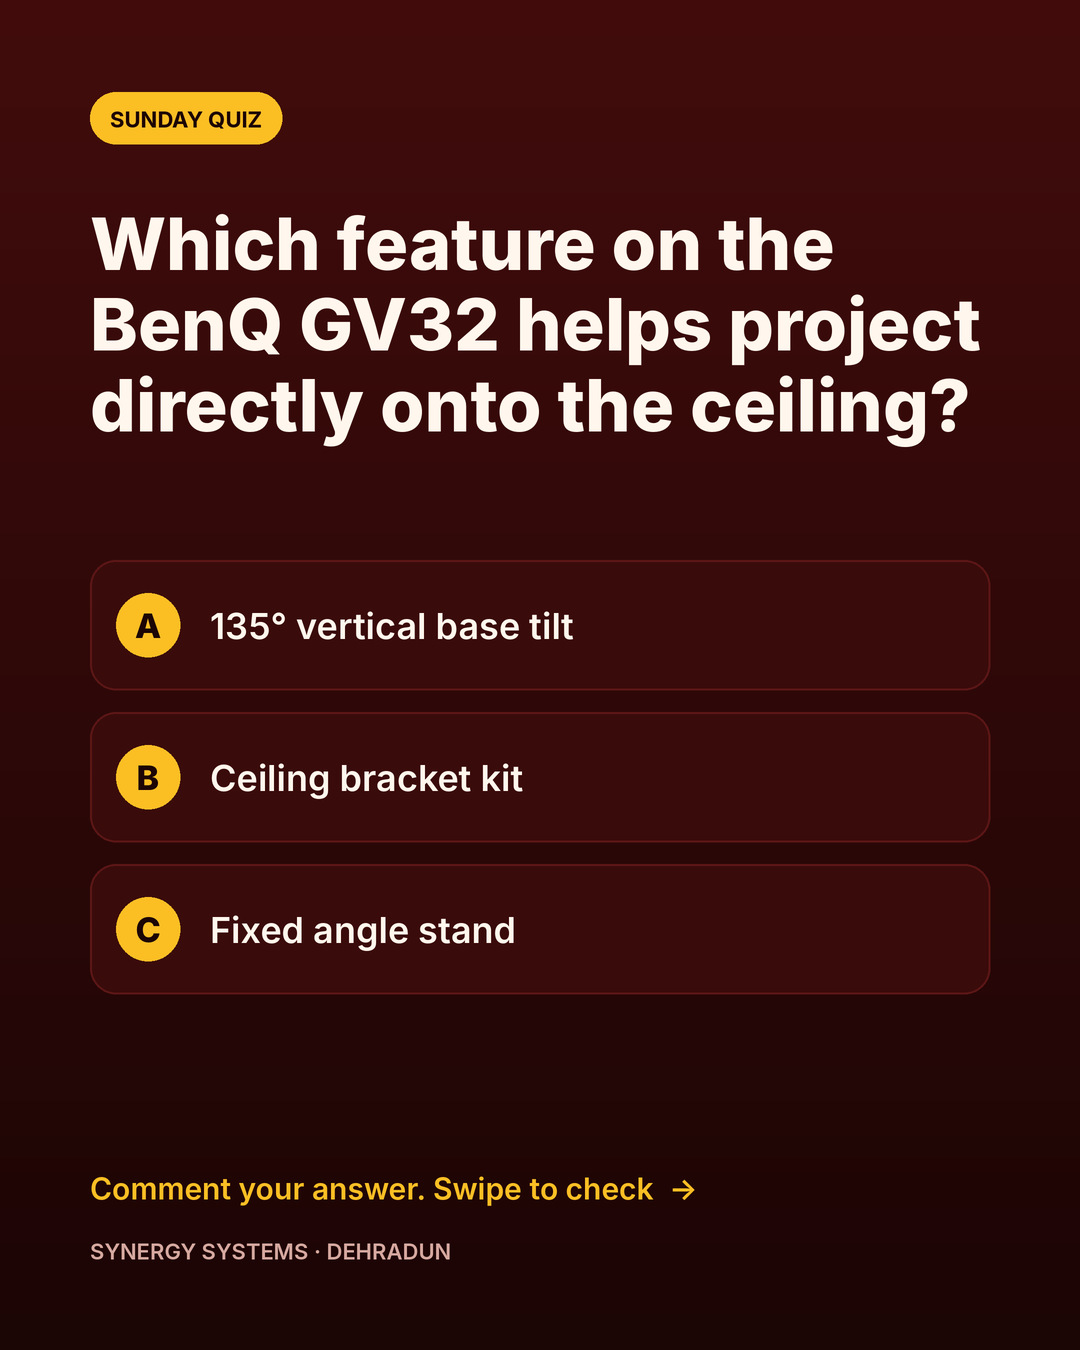 SUNDAY QUIZ
Which feature on the
BenQ GV32 helps project
directly onto the ceiling?
A 135° vertical base tilt
B Ceiling bracket kit
C Fixed angle stand
Comment your answer. Swipe to check →
SYNERGY SYSTEMS · DEHRADUN